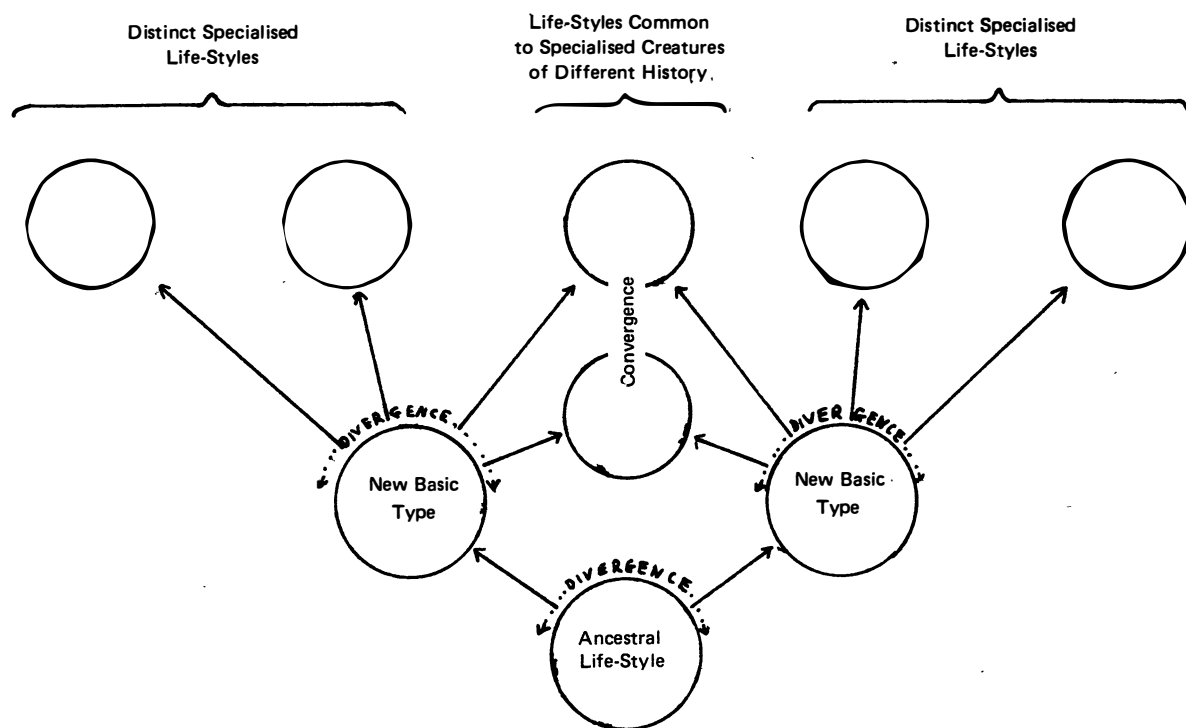 Distinct Specialised
Life-Styles
Life-Styles Common
to Specialised Creatures
of Different History.
Distinct Specialised
Life-Styles
Convergence
DIVERGENCE
DIVERGENCE
New Basic
Type
New Basic
Type
DIVERGENCE
Ancestral
Life-Style